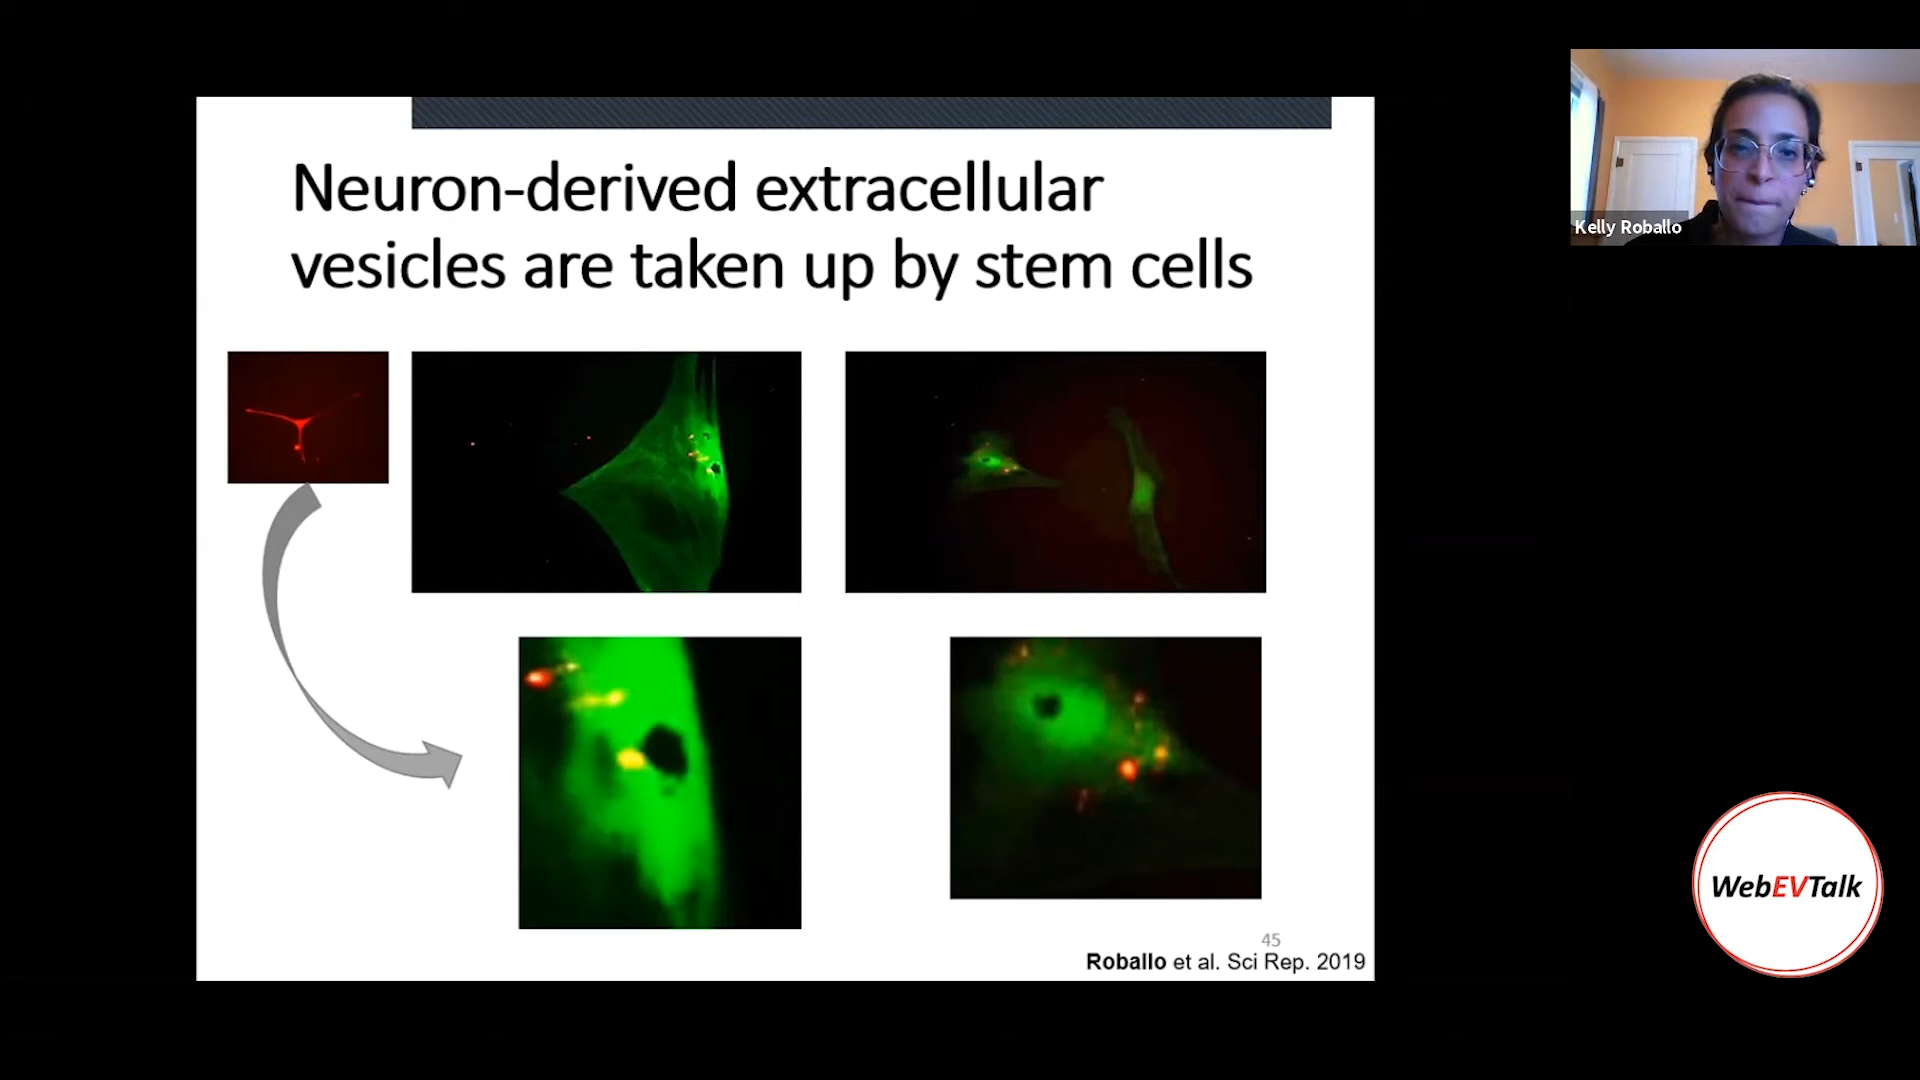 Neuron-derived extracellular
vesicles are taken up by stem cells
Kelly Roballo
45
Roballo et al. Sci Rep. 2019
WebEVTalk